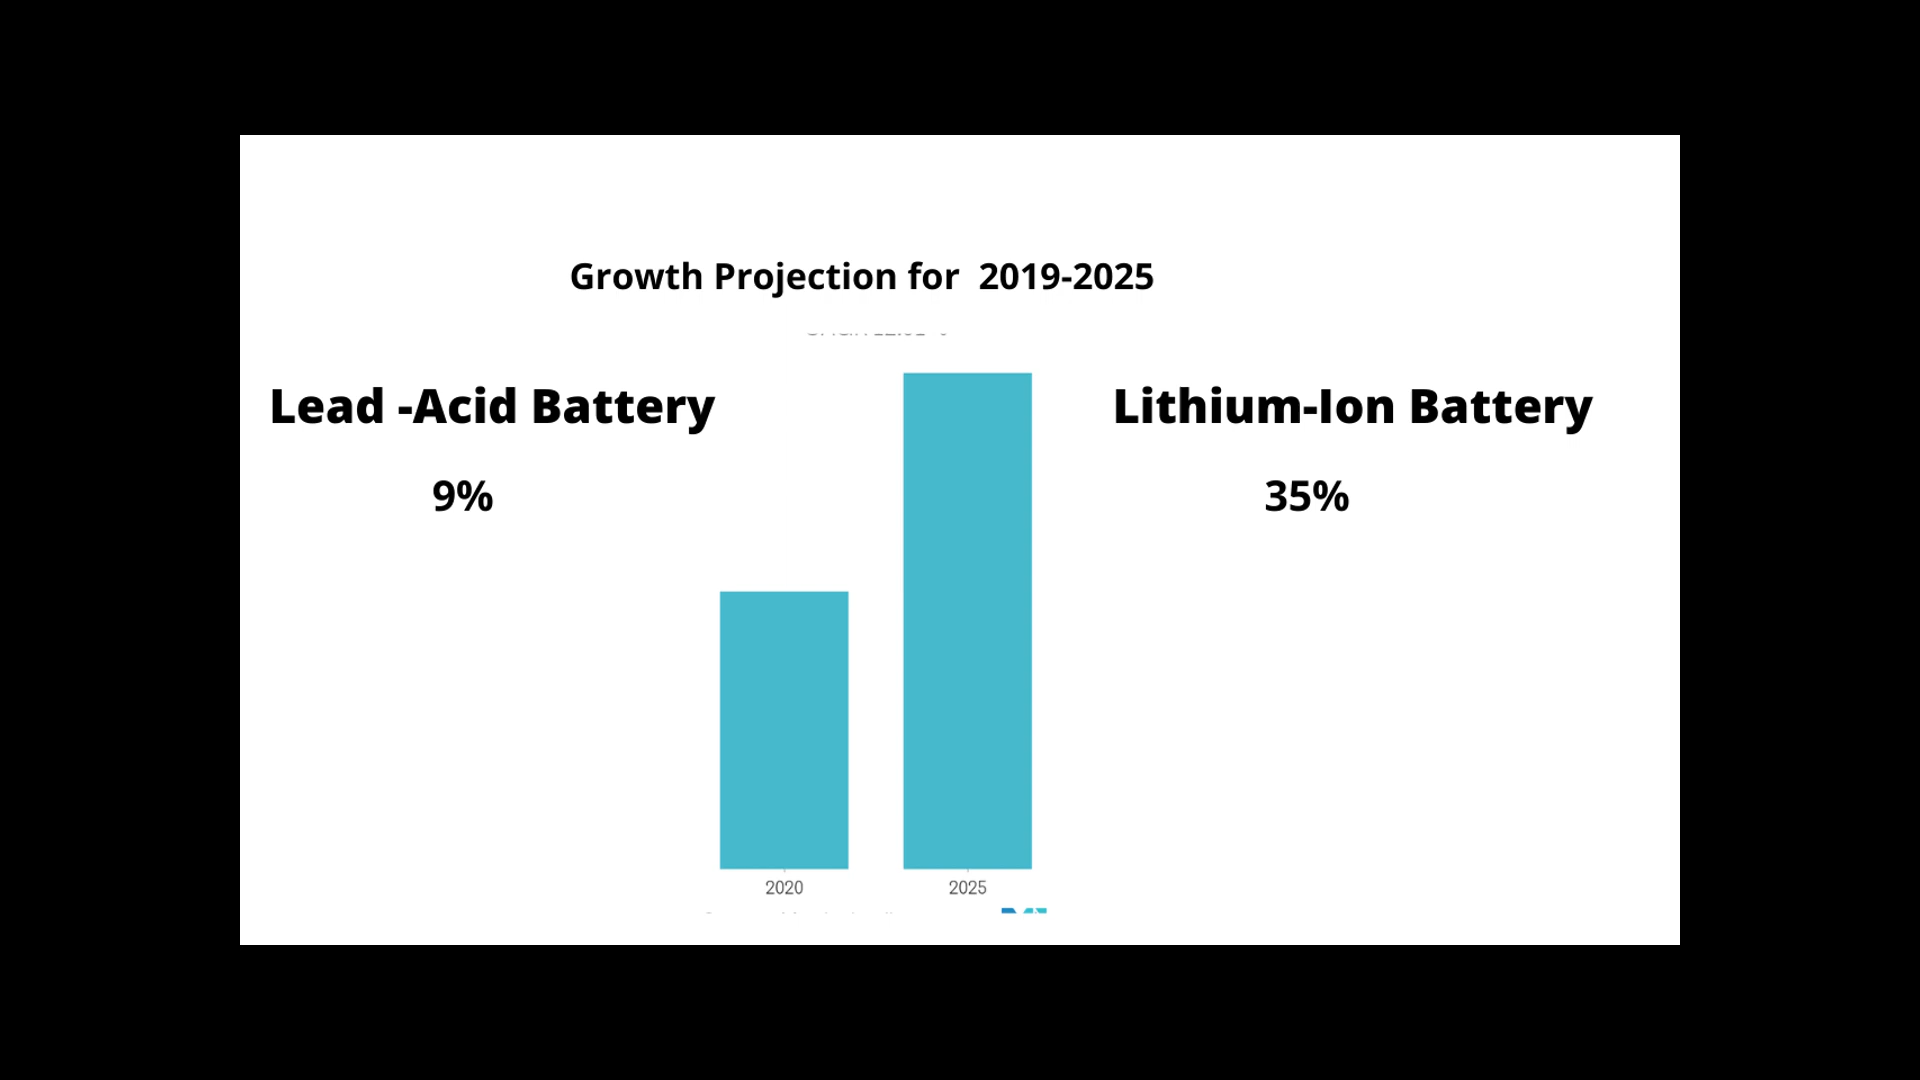 Growth Projection for  2019-2025
Lead -Acid Battery
Lithium-Ion Battery
9%
35%
2020
2025